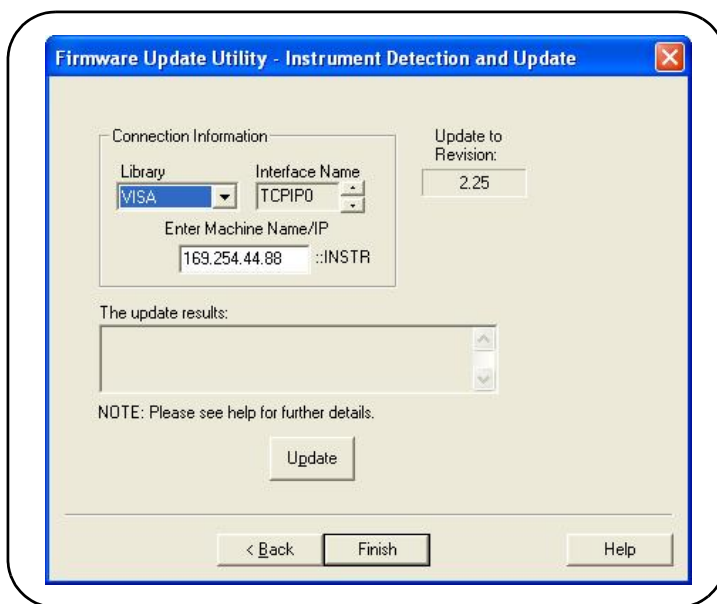 Firmware Update Utility - Instrument Detection and Update
Connection Information
Library Interface Name
VISA TCPIP0
Enter Machine Name/IP
169.254.44.88 ::INSTR
Update to
Revision:
2.25
The update results:
NOTE: Please see help for further details.
Update
< Back Finish Help